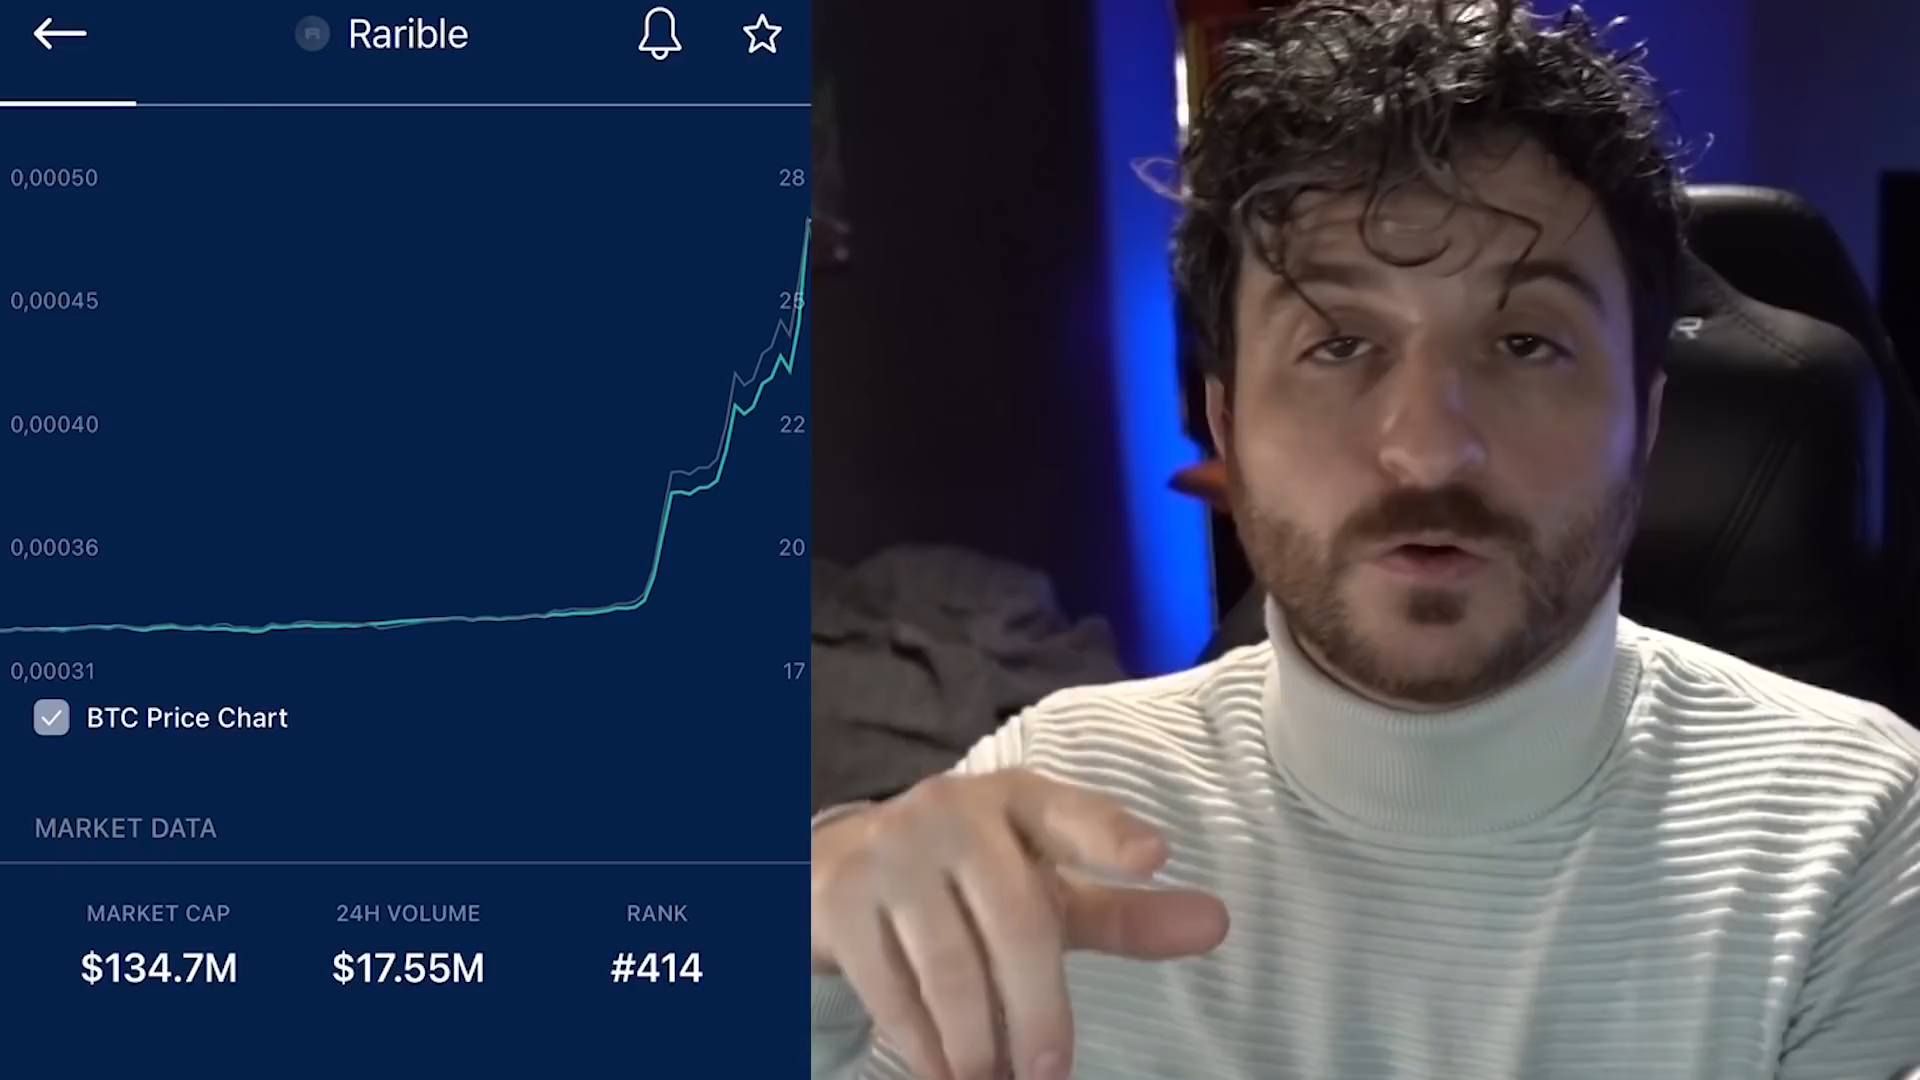 Rarible
0,00050
28
0,00045
25
0,00040
22
0,00036
20
0,00031
17
BTC Price Chart
MARKET DATA
MARKET CAP
24H VOLUME
RANK
$134.7M
$17.55M
#414
R